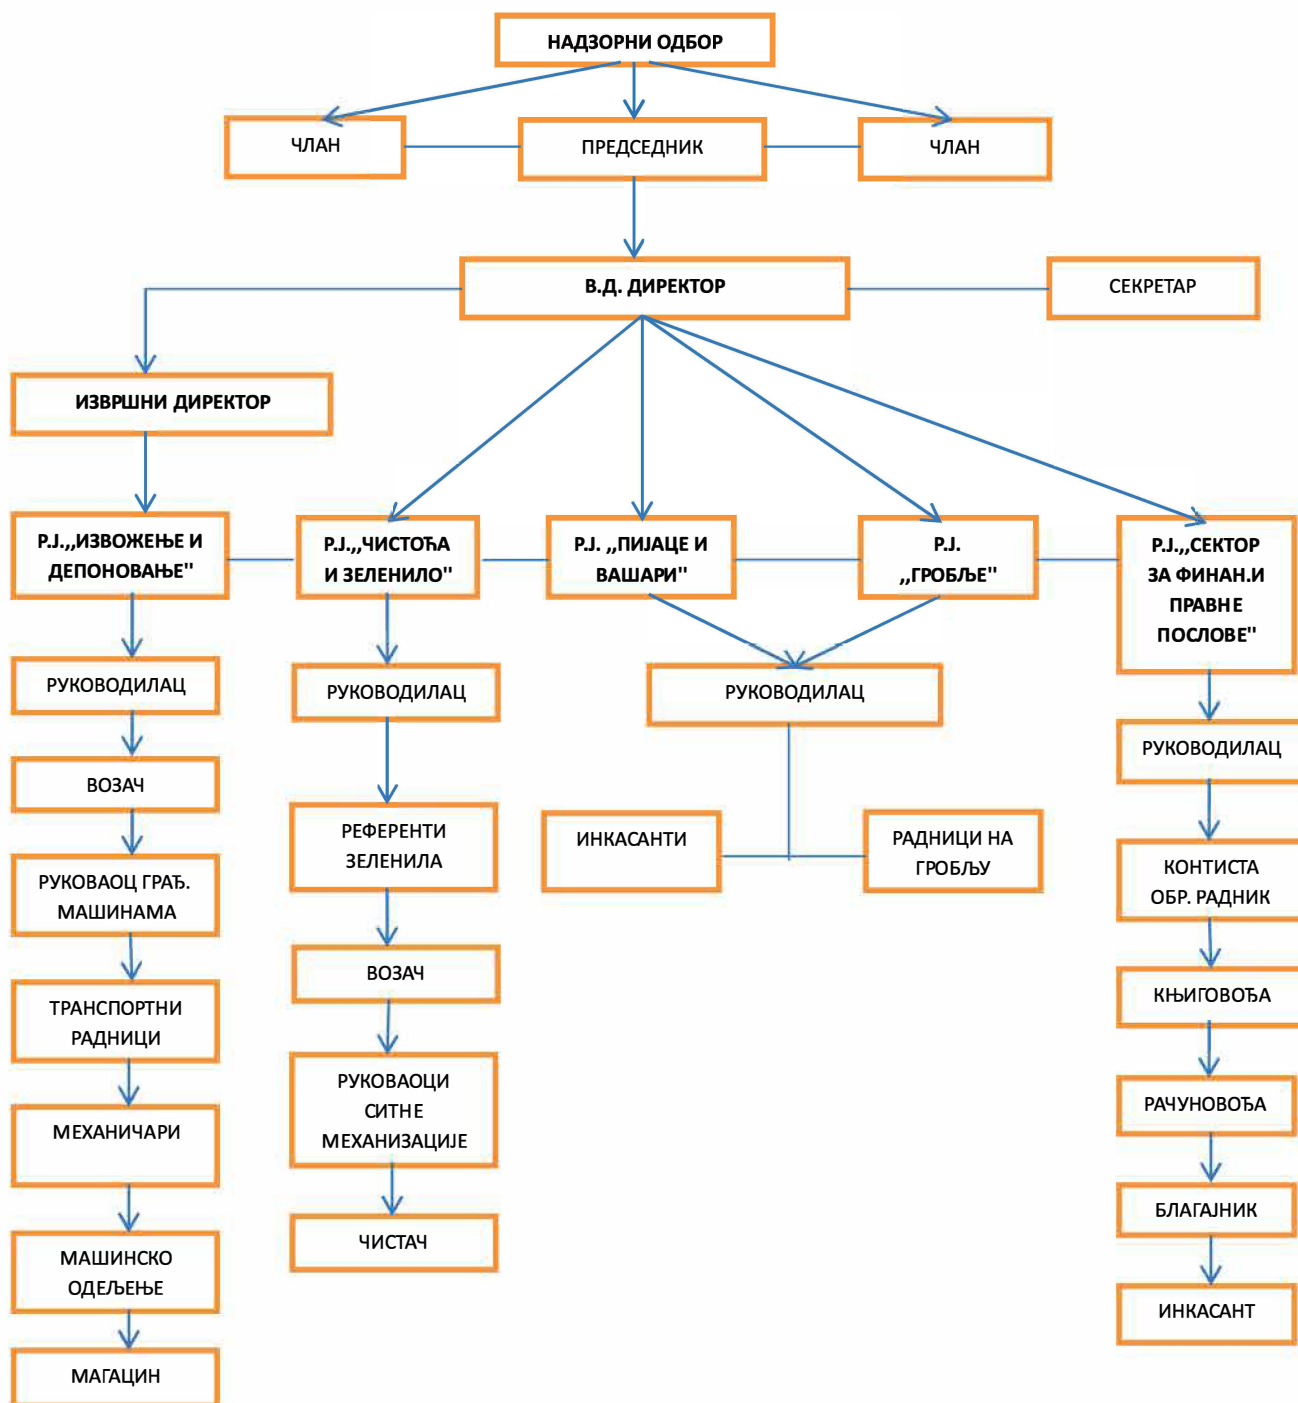 НАДЗОРНИ ОДБОР
ЧЛАН
ПРЕДСЕДНИК
ЧЛАН
В.Д. ДИРЕКТОР
СЕКРЕТАР
ИЗВРШНИ ДИРЕКТОР
Р.Ј.,,ИЗВОЖЕЊЕ И
ДЕПОНОВАЊЕ"
Р.Ј.,,ЧИСТОЋА
И ЗЕЛЕНИЛО"
Р.Ј. ,,ПИЈАЦЕ И
ВАШАРИ"
Р.Ј.
,,ГРОБЉЕ"
Р.Ј.,,СЕКТОР
ЗА ФИНАН.И
ПРАВНЕ
ПОСЛОВЕ"
РУКОВОДИЛАЦ
ВОЗАЧ
РУКОВАОЦ ГРАЂ.
МАШИНАМА
ТРАНСПОРТНИ
РАДНИЦИ
МЕХАНИЧАРИ
МАШИНСКО
ОДЕЉЕЊЕ
МАГАЦИН
РУКОВОДИЛАЦ
РЕФЕРЕНТИ
ЗЕЛЕНИЛА
ВОЗАЧ
РУКОВАОЦИ
СИТНЕ
МЕХАНИЗАЦИЈЕ
ЧИСТАЧ
РУКОВОДИЛАЦ
ИНКАСАНТИ
РАДНИЦИ НА
ГРОБЉУ
РУКОВОДИЛАЦ
КОНТИСТА
ОБР. РАДНИК
КЊИГОВОЂА
РАЧУНОВОЂА
БЛАГАЈНИК
ИНКАСАНТ